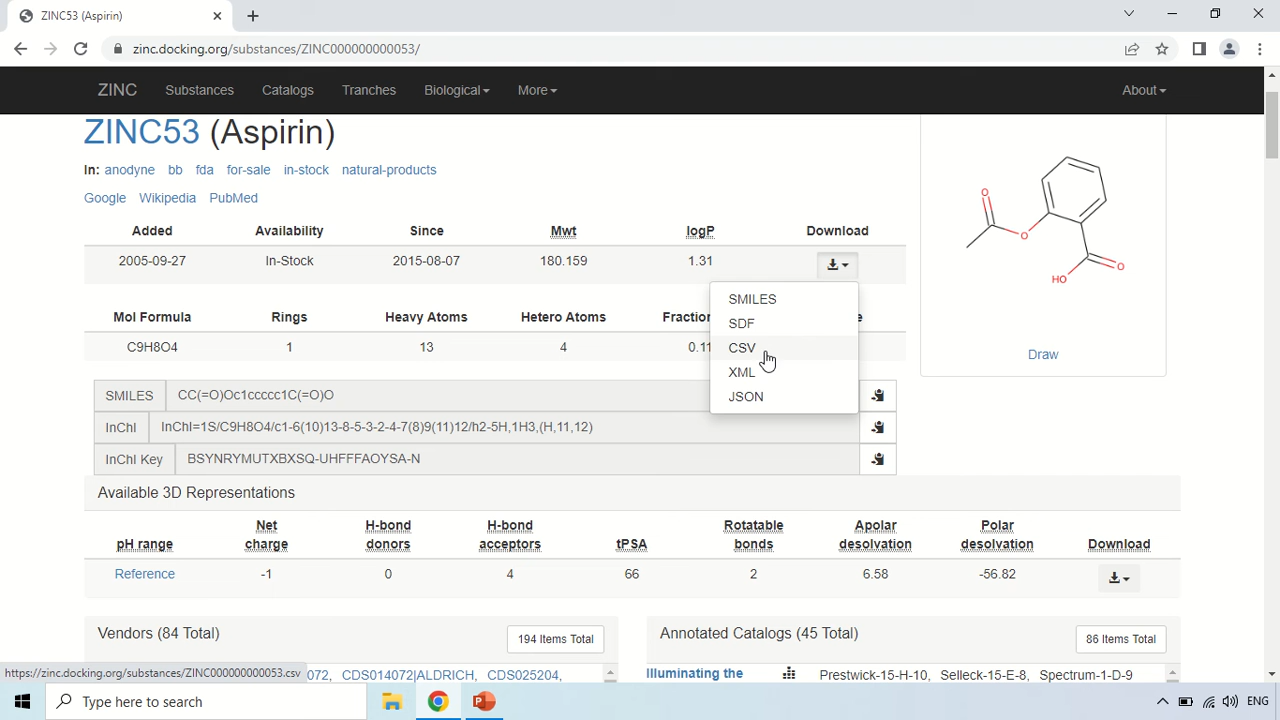 ZINC53 (Aspirin)
zinc.docking.org/substances/ZINC000000000053/
ZINC Substances Catalogs Tranches Biological More About
ZINC53 (Aspirin)
In: anodyne bb fda for-sale in-stock natural-products
Google Wikipedia PubMed
Added Availability Since Mwt logP Download
2005-09-27 In-Stock 2015-08-07 180.159 1.31
SMILES
SDF
CSV
XML
JSON
Mol Formula Rings Heavy Atoms Hetero Atoms
C9H8O4 1 13 4 0.11
SMILES CC(=O)Oc1ccccc1C(=O)O
InChI InChI=1S/C9H8O4/c1-6(10)13-8-5-3-2-4-7(8)9(11)12/h2-5H,1H3,(H,11,12)
InChI Key BSYNRYMUTXBXSQ-UHFFFAOYSA-N
O
O
O
HO
Draw
Available 3D Representations
pH range Net charge H-bond donors H-bond acceptors tPSA Rotatable bonds Apolar desolvation Polar desolvation Download
Reference -1 0 4 66 2 6.58 -56.82
Vendors (84 Total) 194 Items Total
Annotated Catalogs (45 Total) 86 Items Total
https://zinc.docking.org/substances/ZINC000000000053.csv
072, CDS014072|ALDRICH, CDS025204,
Illuminating the Prestwick-15-H-10, Selleck-15-E-8, Spectrum-1-D-9
Type here to search
ENG